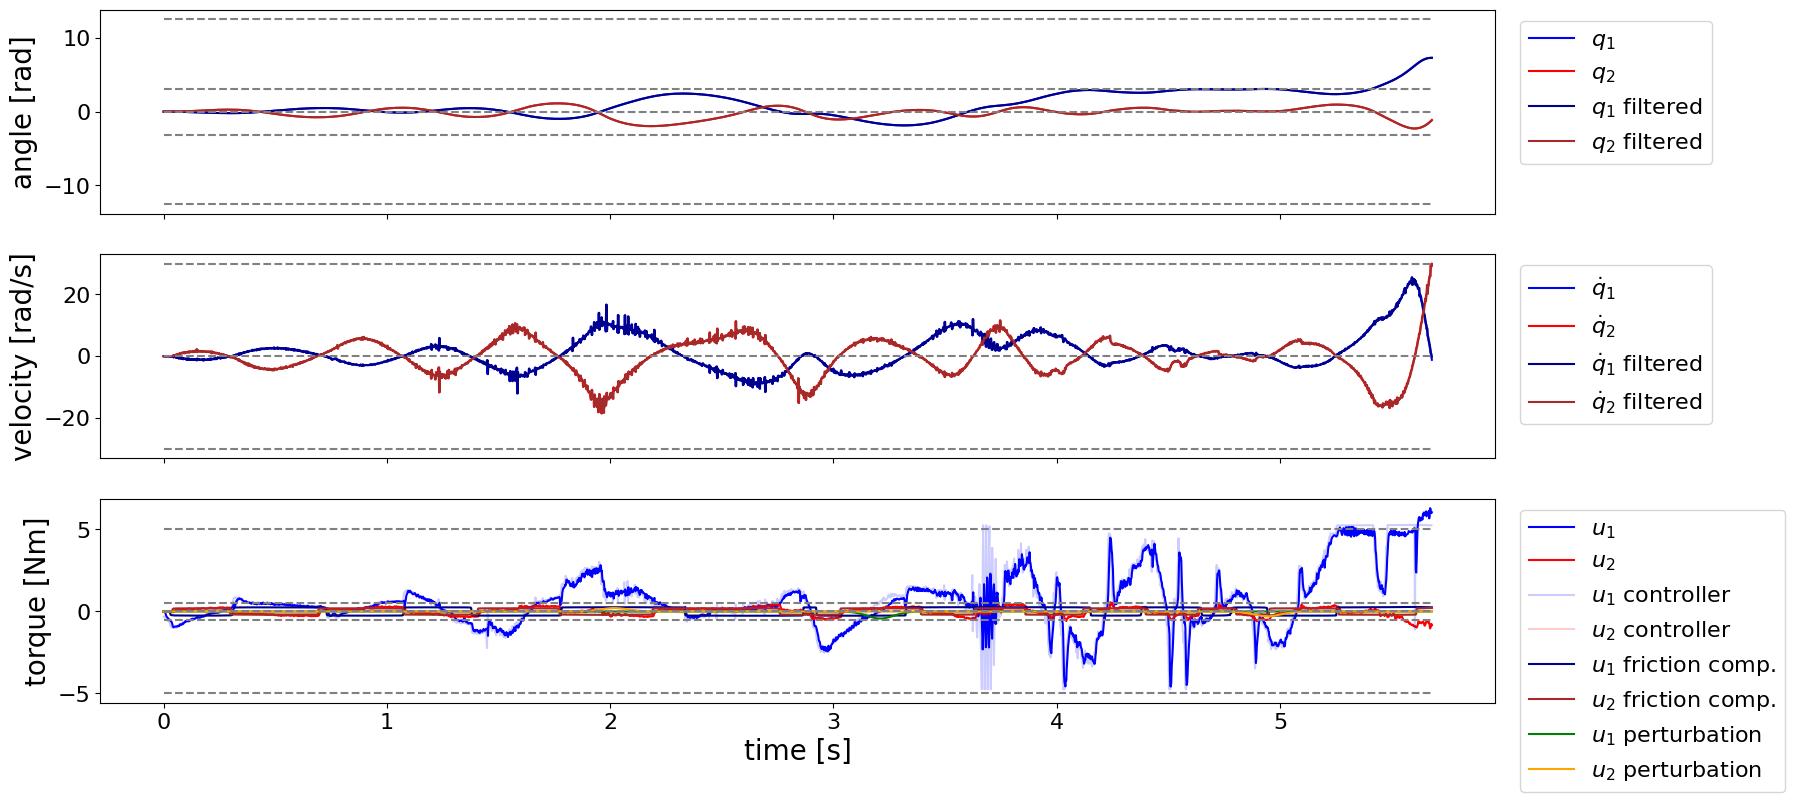 angle [rad]
10
0
−10
q₁
q₂
q₁ filtered
q₂ filtered
velocity [rad/s]
20
0
−20
q̇₁
q̇₂
q̇₁ filtered
q̇₂ filtered
torque [Nm]
5
0
−5
0 1 2 3 4 5
time [s]
u₁
u₂
u₁ controller
u₂ controller
u₁ friction comp.
u₂ friction comp.
u₁ perturbation
u₂ perturbation